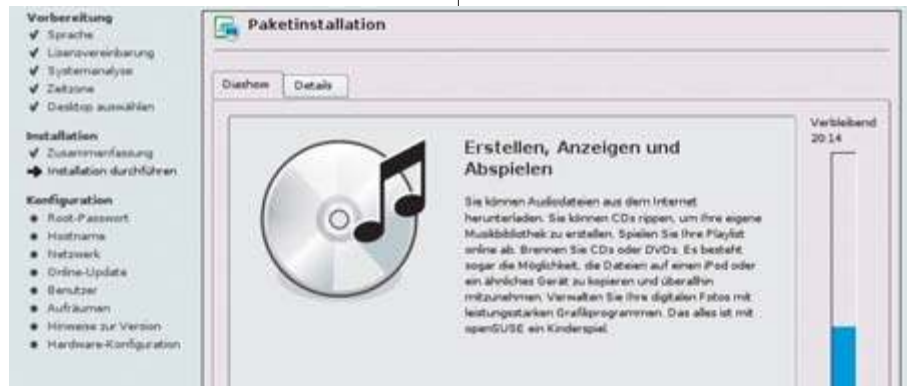 Vorbereitung
Sprache
Lizenzvereinbarung
Systemanalyse
Zeitzone
Desktop auswählen
Installation
Zusammenfassung
Installation durchführen
Konfiguration
Root-Passwort
Hostname
Netzwerk
Online-Update
Benutzer
Aufräumen
Hinweise zur Version
Hardware-Konfiguration
Paketinstallation
Diashow
Details
Erstellen, Anzeigen und
Abspielen
Sie können Audiodateien aus dem Internet
herunterladen. Sie können CDs rippen, um Ihre eigene
Musikbibliothek zu erstellen. Spielen Sie Ihre Playlist
online ab. Brennen Sie CDs oder DVDs. Es besteht
sogar die Möglichkeit, die Dateien auf einen iPod oder
ein ähnliches Gerät zu kopieren und überallhin
mitzunehmen. Verwalten Sie Ihre digitalen Fotos mit
leistungsstarken Grafikprogrammen. Das alles ist mit
openSUSE ein Kinderspiel.
Verbleibend
20:14